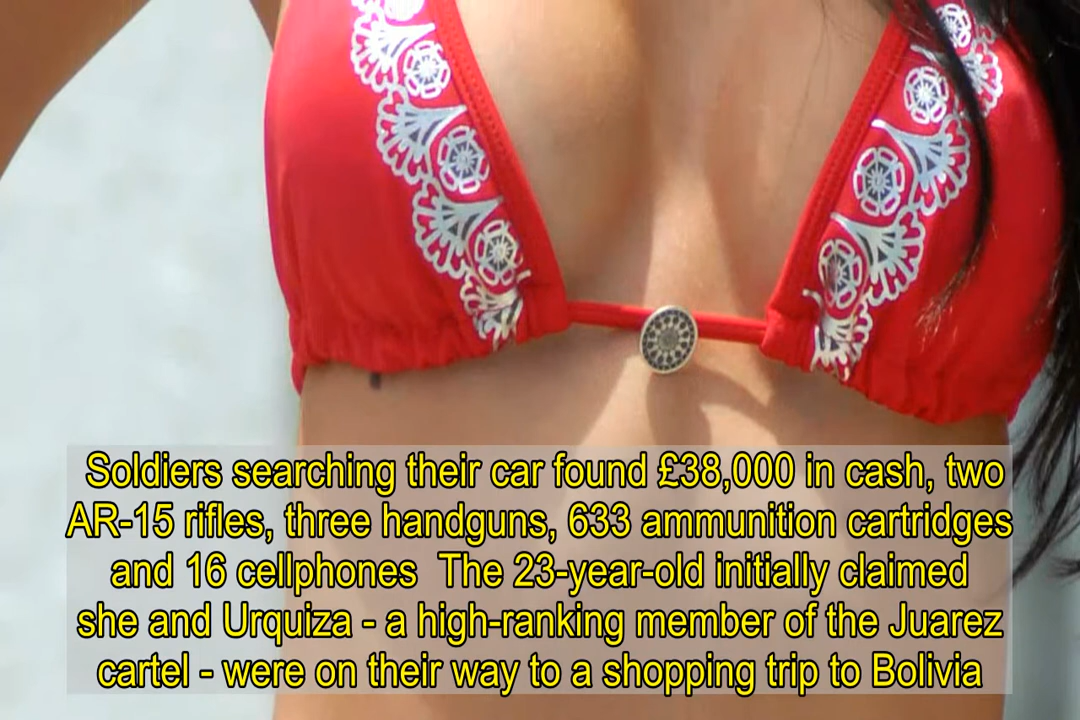 Soldiers searching their car found £38,000 in cash, two
AR-15 rifles, three handguns, 633 ammunition cartridges
and 16 cellphones  The 23-year-old initially claimed
she and Urquiza - a high-ranking member of the Juarez
cartel - were on their way to a shopping trip to Bolivia